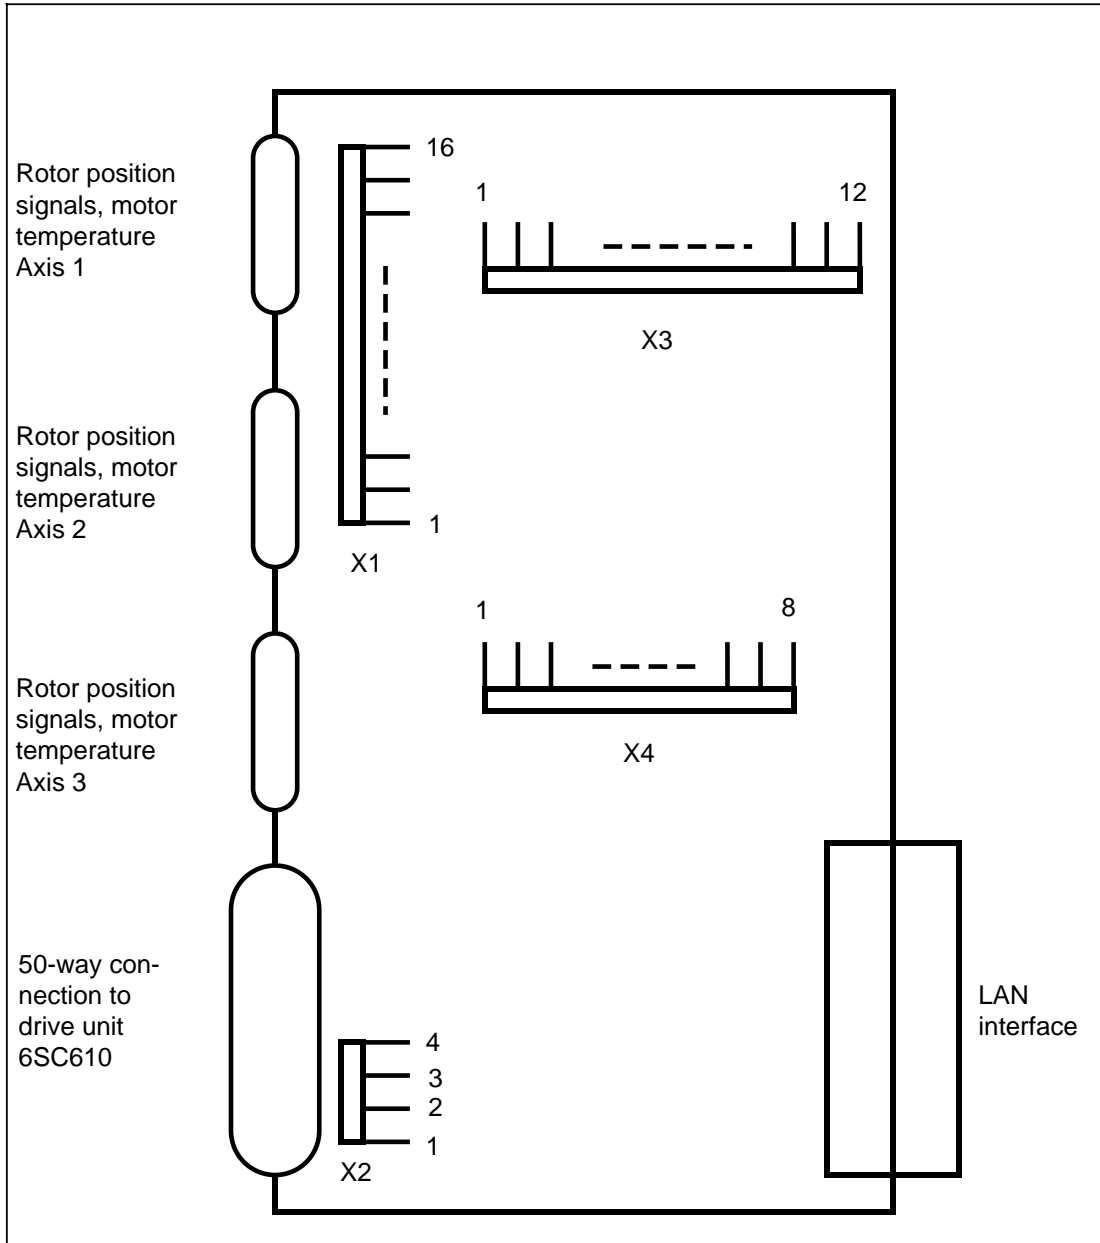 Rotor position
signals, motor
temperature
Axis 1
16
1
12
X3
Rotor position
signals, motor
temperature
Axis 2
1
X1
1
8
X4
Rotor position
signals, motor
temperature
Axis 3
50-way con-
nection to
drive unit
6SC610
4
3
2
1
X2
LAN
interface